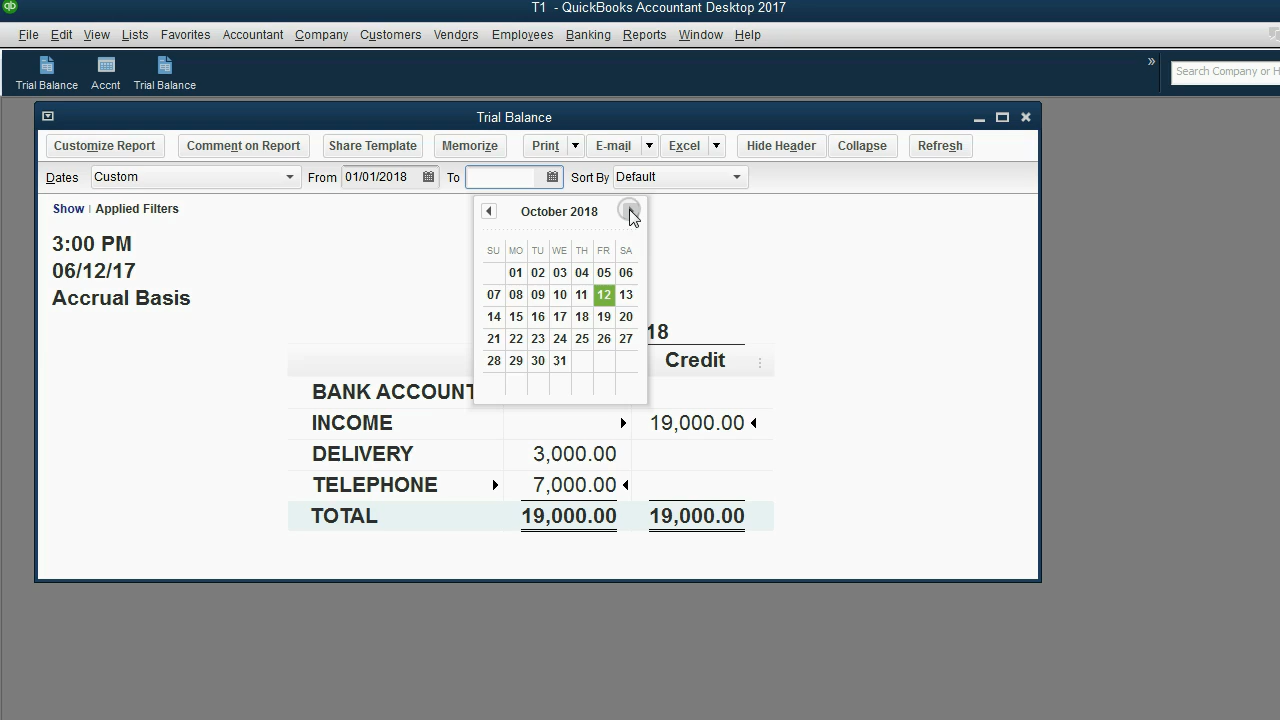 qb T1 - QuickBooks Accountant Desktop 2017
File Edit View Lists Favorites Accountant Company Customers Vendors Employees Banking Reports Window Help
Trial Balance Accnt Trial Balance » Search Company or H
Trial Balance
Customize Report Comment on Report Share Template Memorize Print E-mail Excel Hide Header Collapse Refresh
Dates Custom From 01/01/2018 To Sort By Default
Show | Applied Filters
October 2018
3:00 PM
06/12/17
Accrual Basis
SU MO TU WE TH FR SA
01 02 03 04 05 06
07 08 09 10 11 12 13
14 15 16 17 18 19 20
21 22 23 24 25 26 27
28 29 30 31
18
Credit
BANK ACCOUNT
INCOME 19,000.00
DELIVERY 3,000.00
TELEPHONE 7,000.00
TOTAL 19,000.00 19,000.00